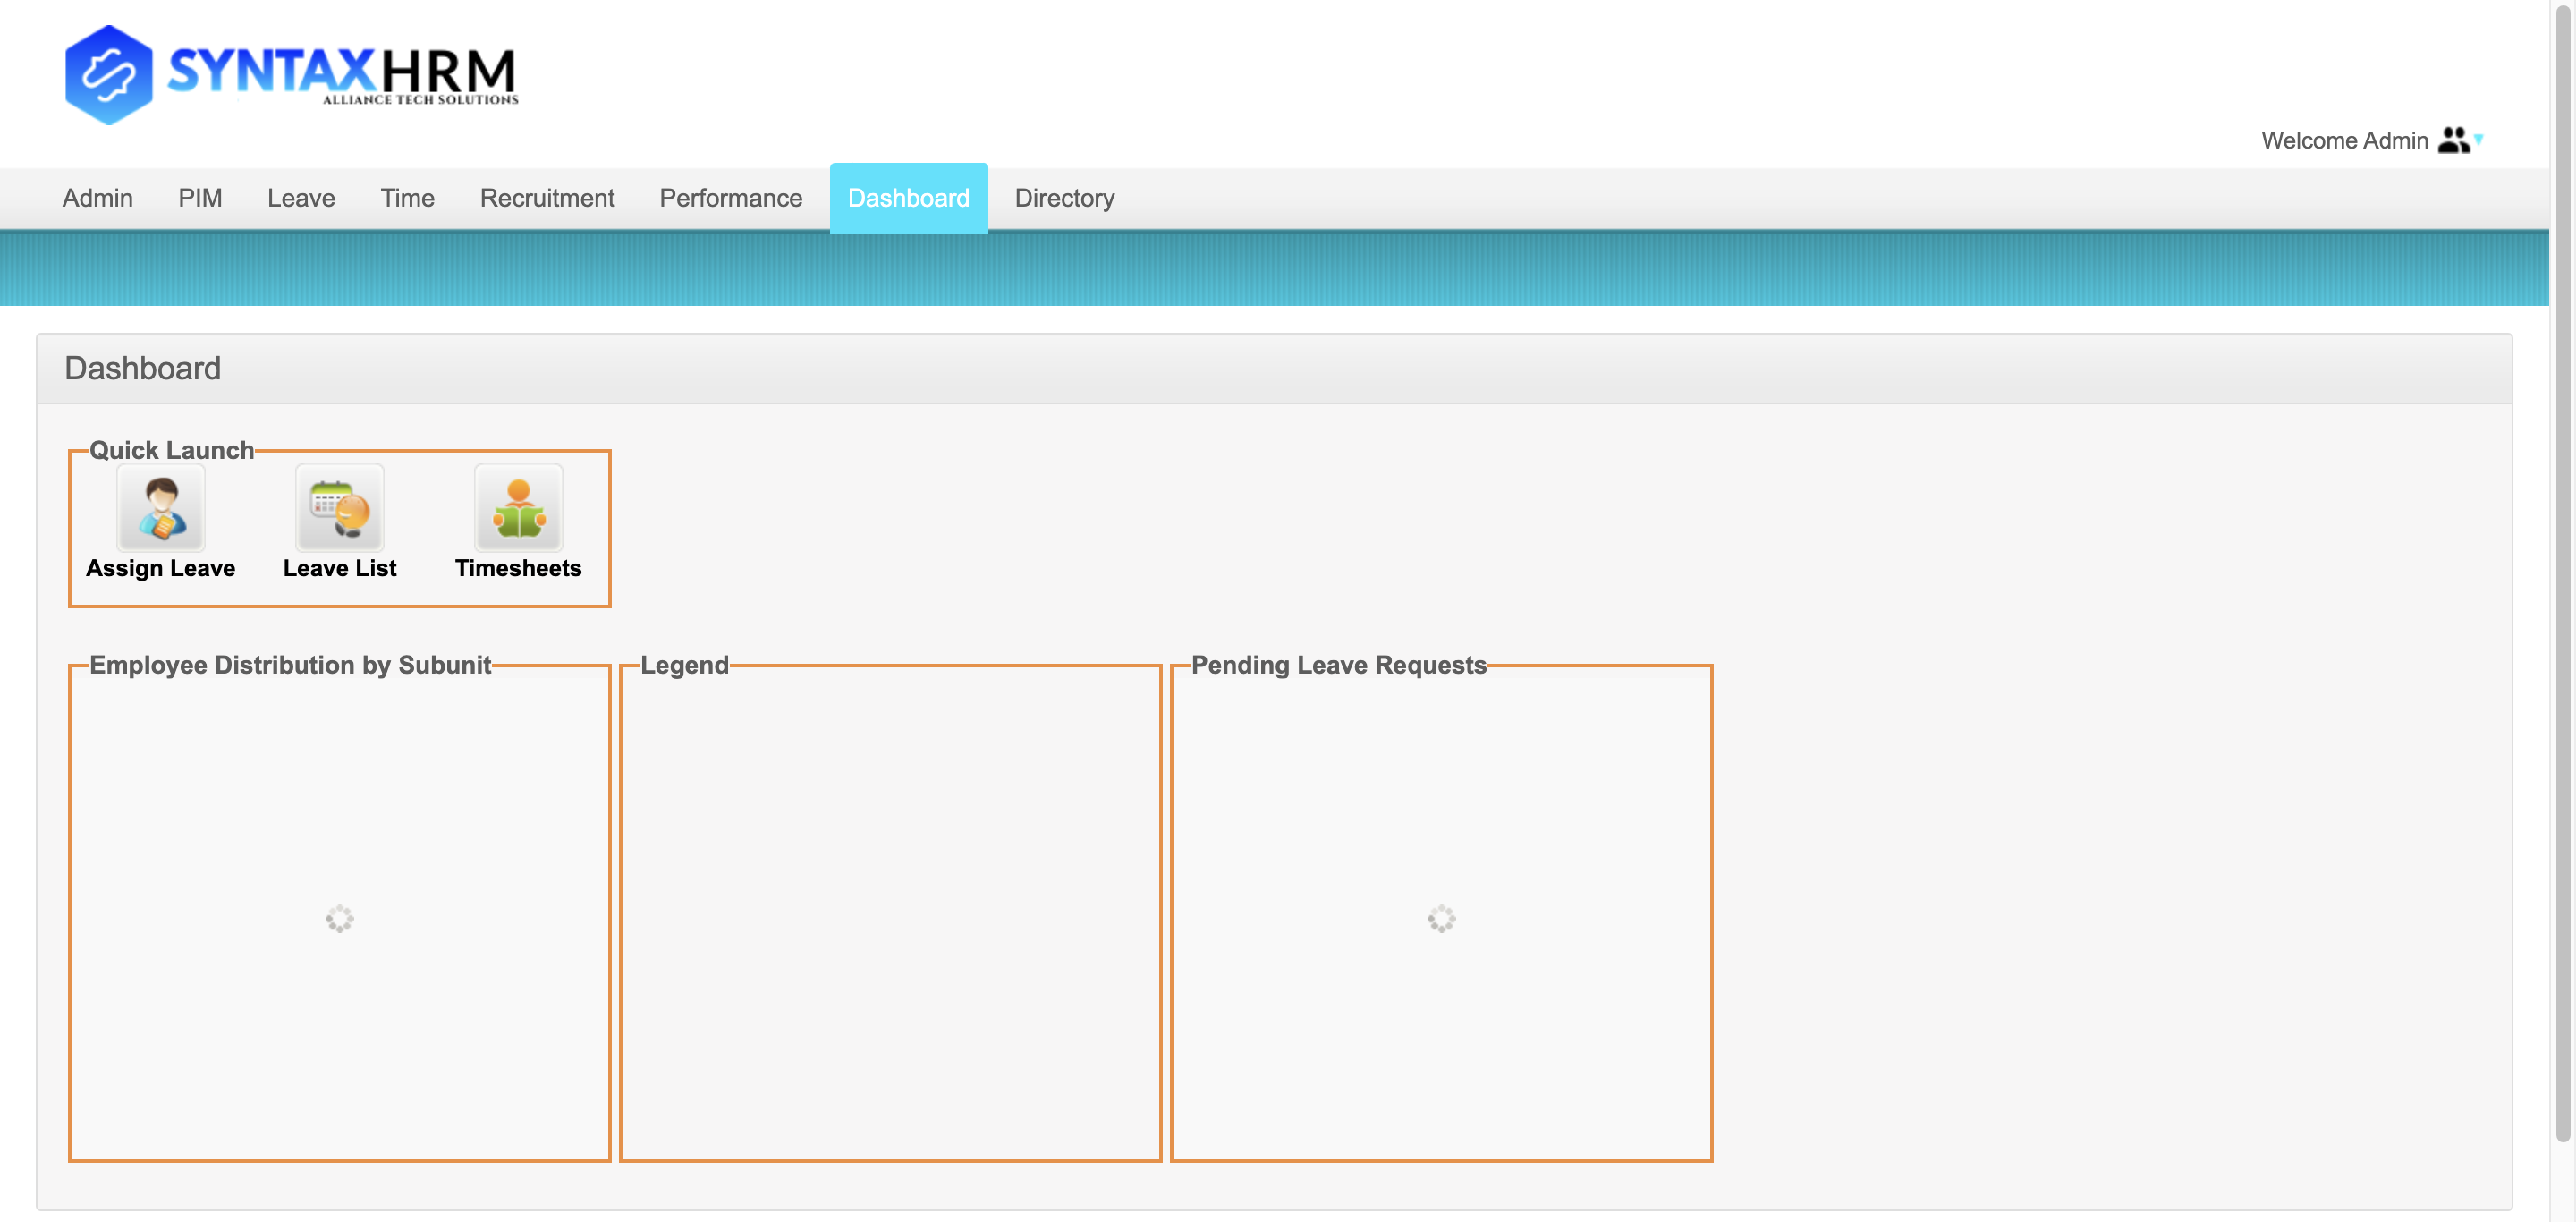 SYNTAXHRM
ALLIANCE TECH SOLUTIONS
Welcome Admin
Admin PIM Leave Time Recruitment Performance Dashboard Directory
Dashboard
Quick Launch
Assign Leave Leave List Timesheets
Employee Distribution by Subunit Legend Pending Leave Requests